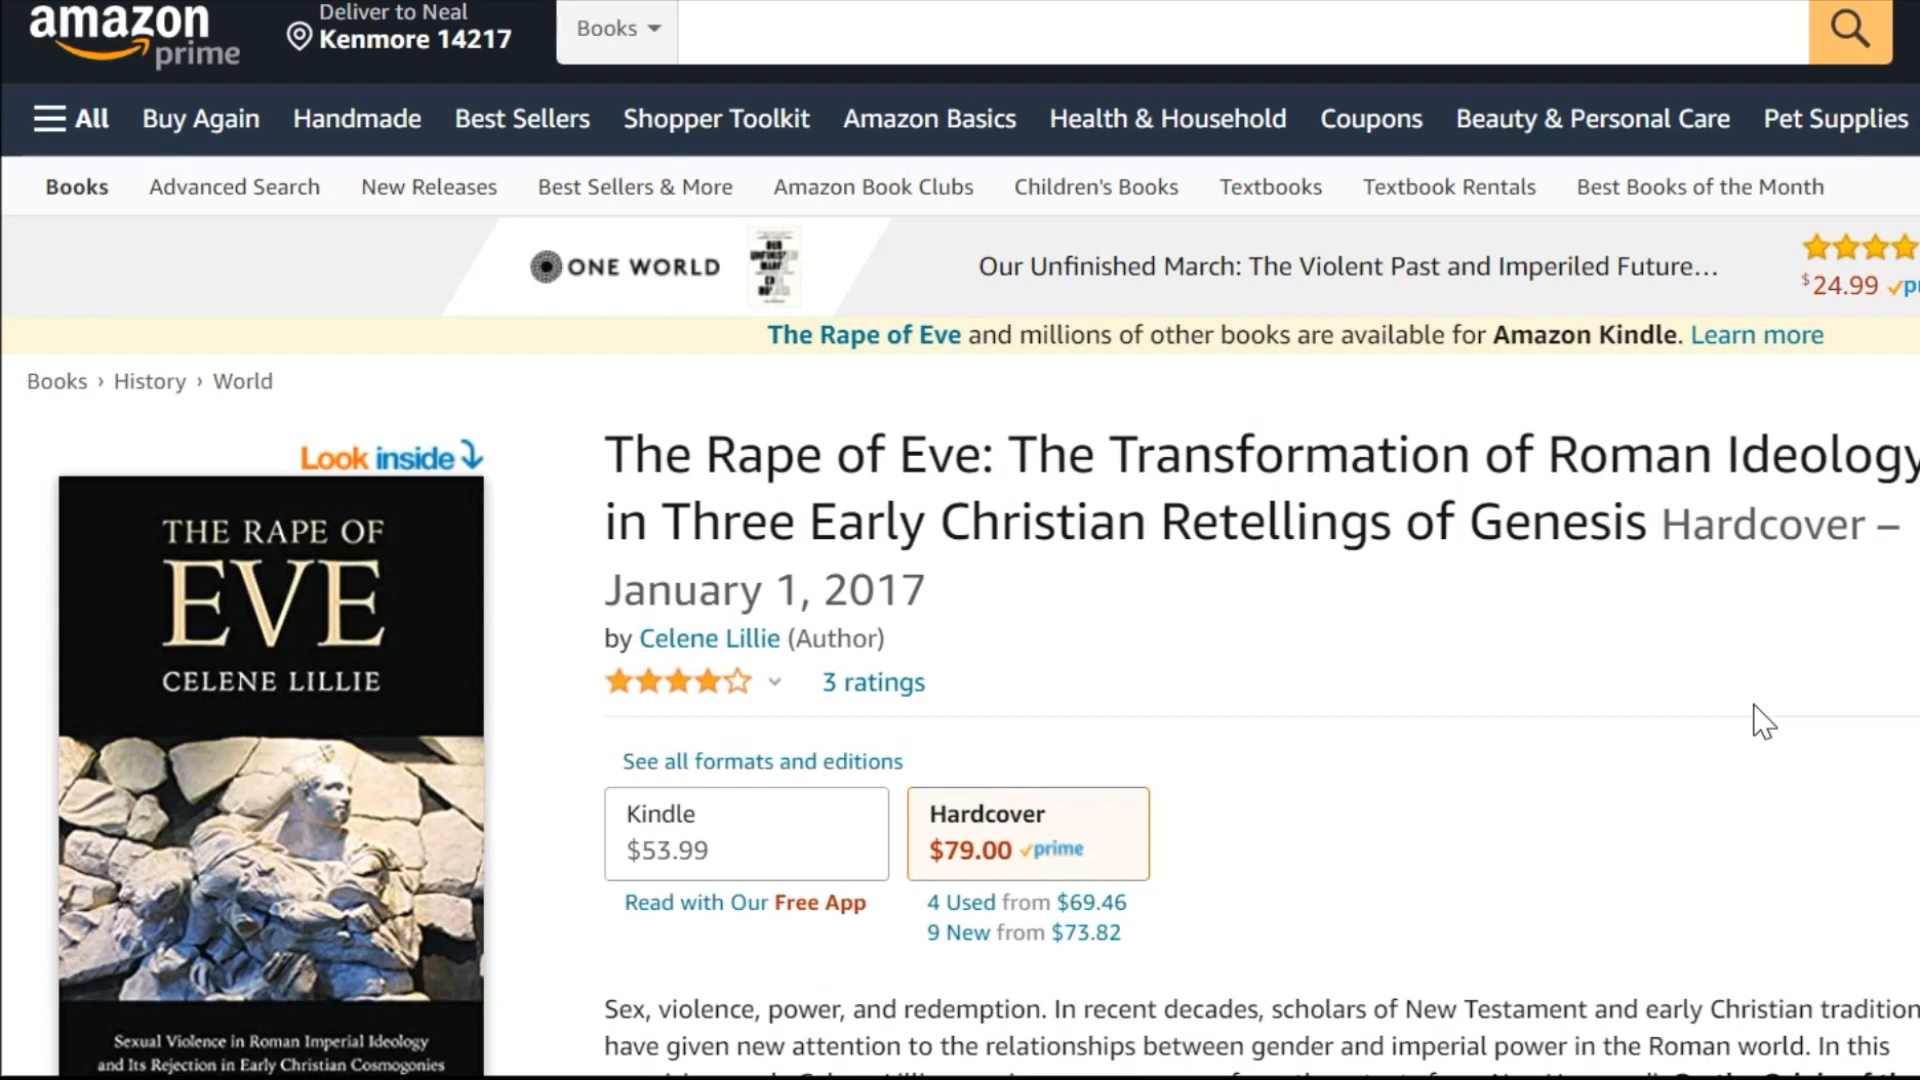 amazon
prime
Deliver to Neal
Kenmore 14217
Books
All Buy Again Handmade Best Sellers Shopper Toolkit Amazon Basics Health & Household Coupons Beauty & Personal Care Pet Supplies
Books Advanced Search New Releases Best Sellers & More Amazon Book Clubs Children's Books Textbooks Textbook Rentals Best Books of the Month
ONE WORLD
Our Unfinished March: The Violent Past and Imperiled Future...
$24.99
The Rape of Eve and millions of other books are available for Amazon Kindle. Learn more
Books › History › World
Look inside
THE RAPE OF
EVE
CELENE LILLIE
Sexual Violence in Roman Imperial Ideology
and Its Rejection in Early Christian Cosmogonies
The Rape of Eve: The Transformation of Roman Ideology
in Three Early Christian Retellings of Genesis Hardcover –
January 1, 2017
by Celene Lillie (Author)
3 ratings
See all formats and editions
Kindle
$53.99
Read with Our Free App
Hardcover
$79.00 prime
4 Used from $69.46
9 New from $73.82
Sex, violence, power, and redemption. In recent decades, scholars of New Testament and early Christian tradition
have given new attention to the relationships between gender and imperial power in the Roman world. In this